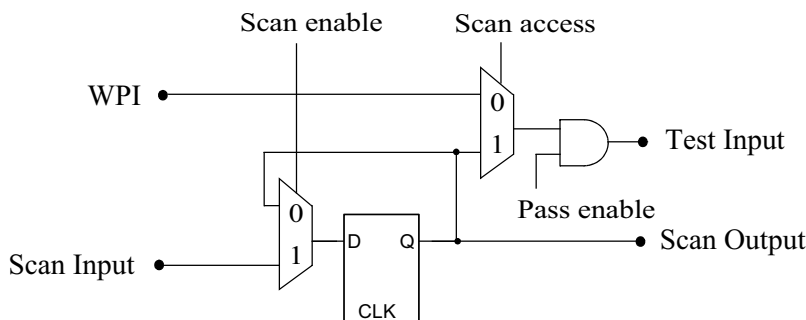 Scan enable
Scan access
WPI
0
1
Test Input
Pass enable
0
1
D
Q
Scan Output
Scan Input
CLK